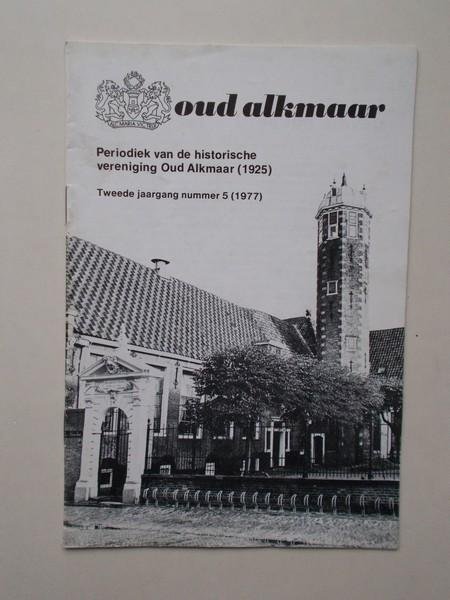 oud alkmaar
Periodiek van de historische
vereniging Oud Alkmaar (1925)
Tweede jaargang nummer 5 (1977)